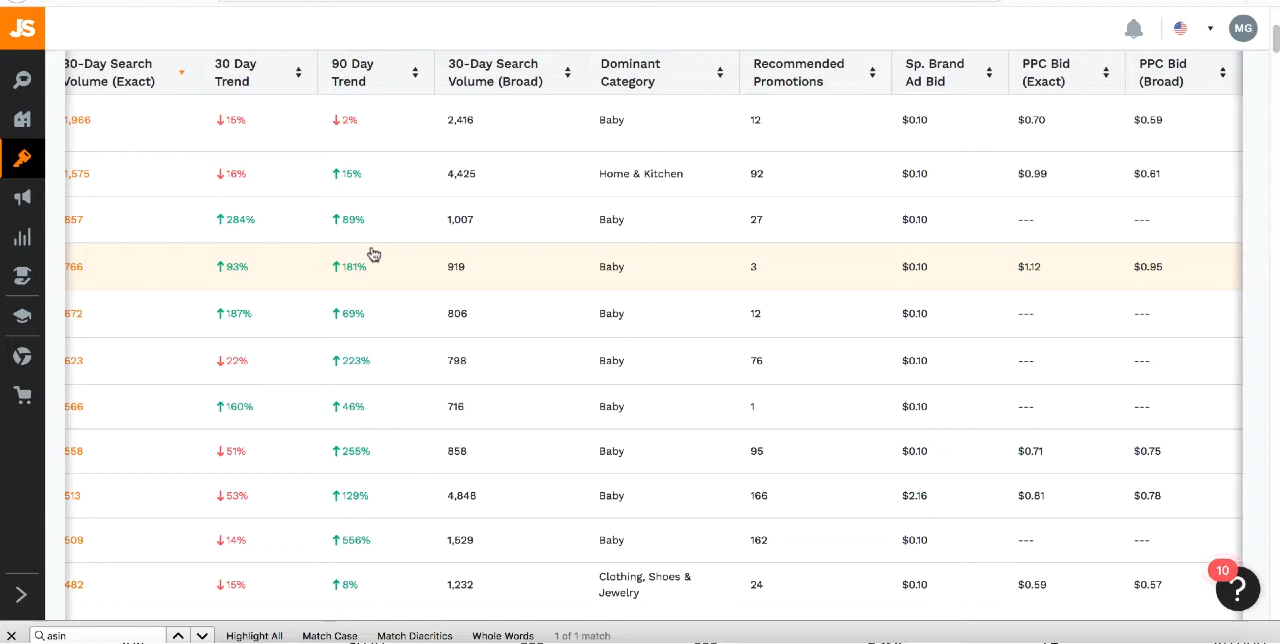 JS
MG
30-Day Search Volume (Exact) 30 Day Trend 90 Day Trend 30-Day Search Volume (Broad) Dominant Category Recommended Promotions Sp. Brand Ad Bid PPC Bid (Exact) PPC Bid (Broad)
1,966 15% 2% 2,416 Baby 12 $0.10 $0.70 $0.59
1,575 16% 15% 4,425 Home & Kitchen 92 $0.10 $0.99 $0.61
857 284% 89% 1,007 Baby 27 $0.10 --- ---
766 93% 181% 919 Baby 3 $0.10 $1.12 $0.95
672 187% 69% 806 Baby 12 $0.10 --- ---
623 22% 223% 798 Baby 76 $0.10 --- ---
566 160% 46% 716 Baby 1 $0.10 --- ---
558 51% 255% 858 Baby 95 $0.10 $0.71 $0.75
513 53% 129% 4,848 Baby 166 $2.16 $0.81 $0.78
509 14% 556% 1,529 Baby 162 $0.10 --- ---
482 15% 8% 1,232 Clothing, Shoes & Jewelry 24 $0.10 $0.59 $0.57
10
?
asin Highlight All Match Case Match Diacritics Whole Words 1 of 1 match